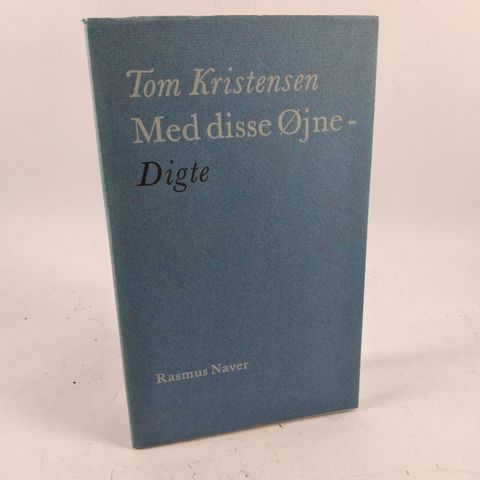 Tom Kristensen
Med disse Øjne -
Digte
Rasmus Naver